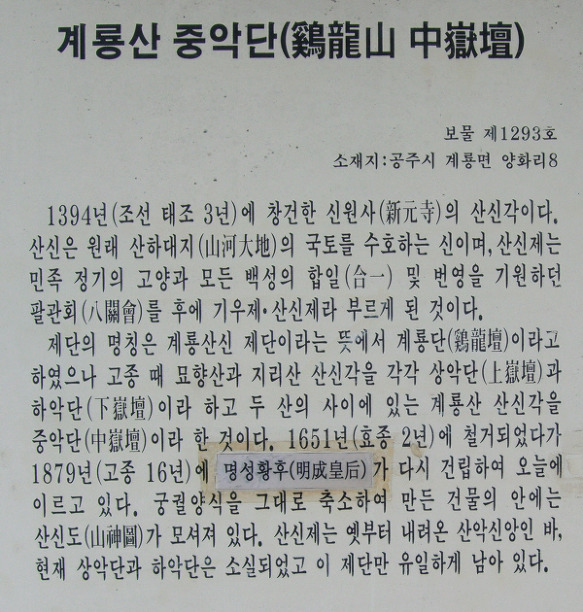 계룡산 중악단(鷄龍山 中嶽壇)
보물 제1293호
소재지:공주시 계룡면 양화리8
1394년(조선 태조 3년)에 창건한 신원사(新元寺)의 산신각이다.
산신은 원래 산하대지(山河大地)의 국토를 수호하는 신이며, 산신제는
민족 정기의 고양과 모든 백성의 합일(合一) 및 번영을 기원하던
팔관회(八關會)를 후에 기우제·산신제라 부르게 된 것이다.
제단의 명칭은 계룡산신 제단이라는 뜻에서 계룡단(鷄龍壇)이라고
하였으나 고종 때 묘향산과 지리산 산신각을 각각 상악단(上嶽壇)과
하악단(下嶽壇)이라 하고 두 산의 사이에 있는 계룡산 산신각을
중악단(中嶽壇)이라 한 것이다. 1651년(효종 2년)에 철거되었다가
1879년(고종 16년)에 명성황후(明成皇后)가 다시 건립하여 오늘에
이르고 있다. 궁궐양식을 그대로 축소하여 만든 건물의 안에는
산신도(山神圖)가 모셔져 있다. 산신제는 옛부터 내려온 산악신앙인 바,
현재 상악단과 하악단은 소실되었고 이 제단만 유일하게 남아 있다.